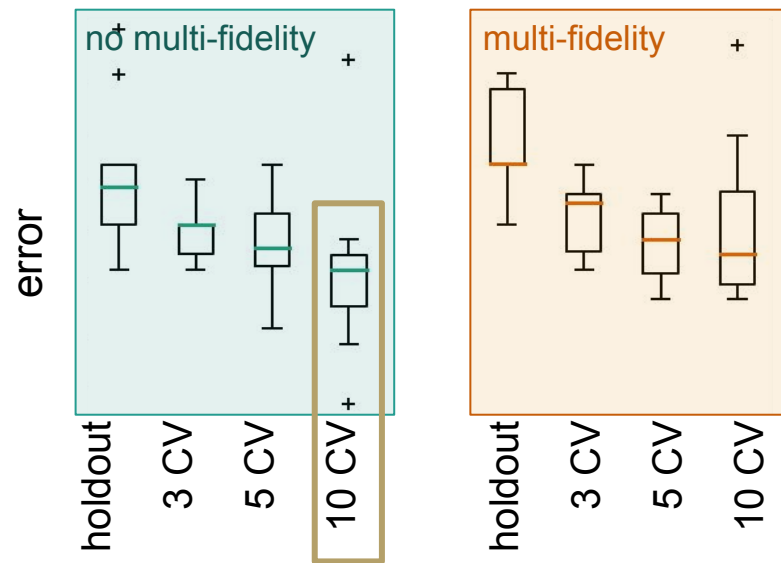 no multi-fidelity
multi-fidelity
error
holdout
3 CV
5 CV
10 CV
holdout
3 CV
5 CV
10 CV